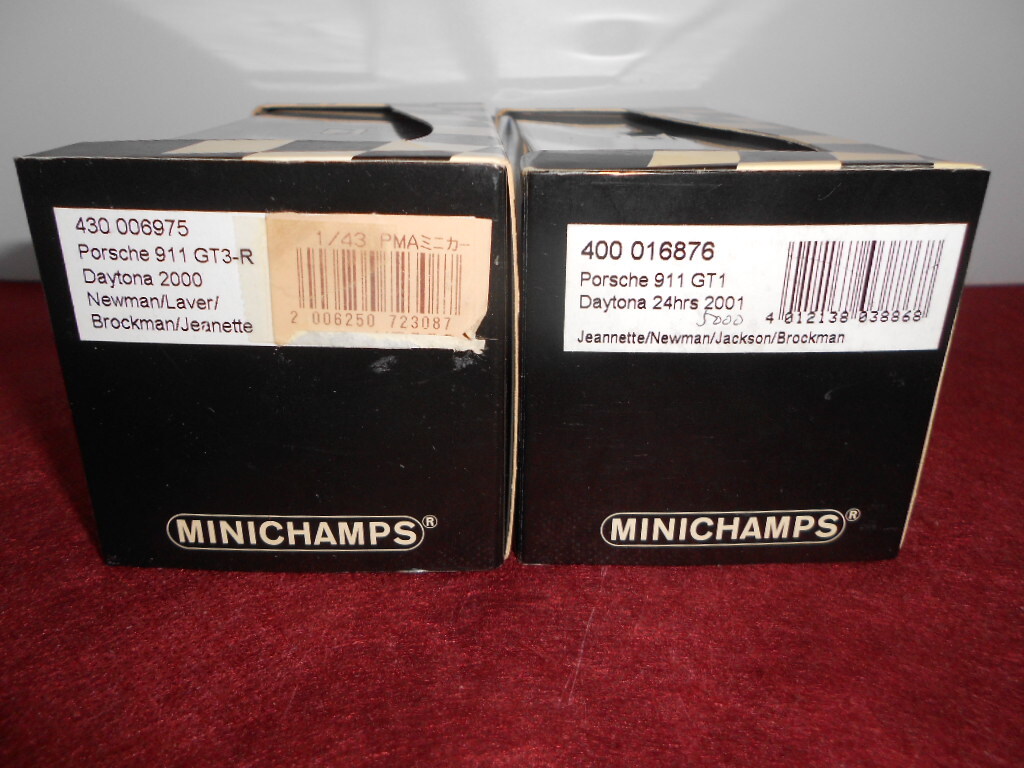 430 006975
Porsche 911 GT3-R
Daytona 2000
Newman/Laver/
Brockman/Jeanette
1/43 PMAミニカー
2 006250 723087
MINICHAMPS®
400 016876
Porsche 911 GT1
Daytona 24hrs 2001
5000
4 012138 038868
Jeannette/Newman/Jackson/Brockman
MINICHAMPS®